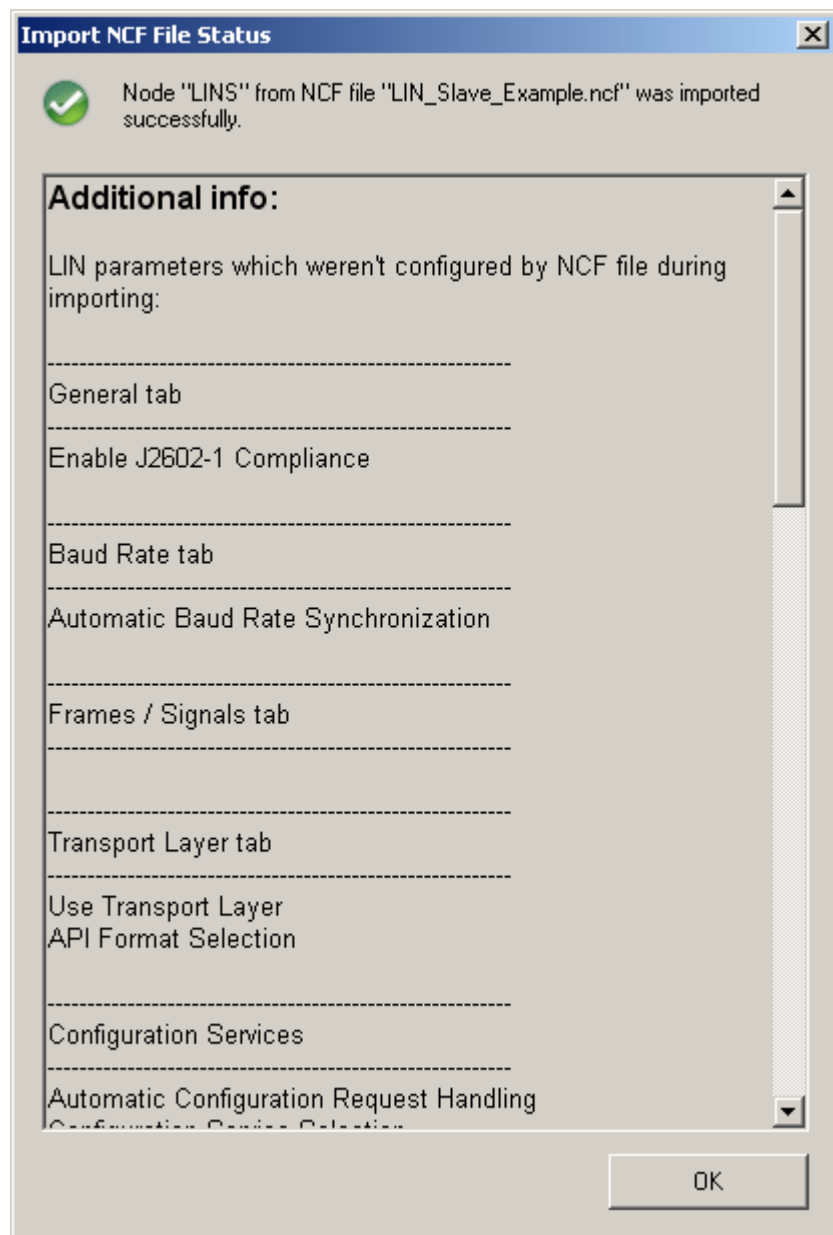 Import NCF File Status
Node "LINS" from NCF file "LIN_Slave_Example.ncf" was imported
successfully.
Additional info:
LIN parameters which weren't configured by NCF file during
importing:
----------------------------------------------------------
General tab
----------------------------------------------------------
Enable J2602-1 Compliance
----------------------------------------------------------
Baud Rate tab
----------------------------------------------------------
Automatic Baud Rate Synchronization
----------------------------------------------------------
Frames / Signals tab
----------------------------------------------------------
----------------------------------------------------------
Transport Layer tab
----------------------------------------------------------
Use Transport Layer
API Format Selection
----------------------------------------------------------
Configuration Services
----------------------------------------------------------
Automatic Configuration Request Handling
Configuration Service Selection
OK